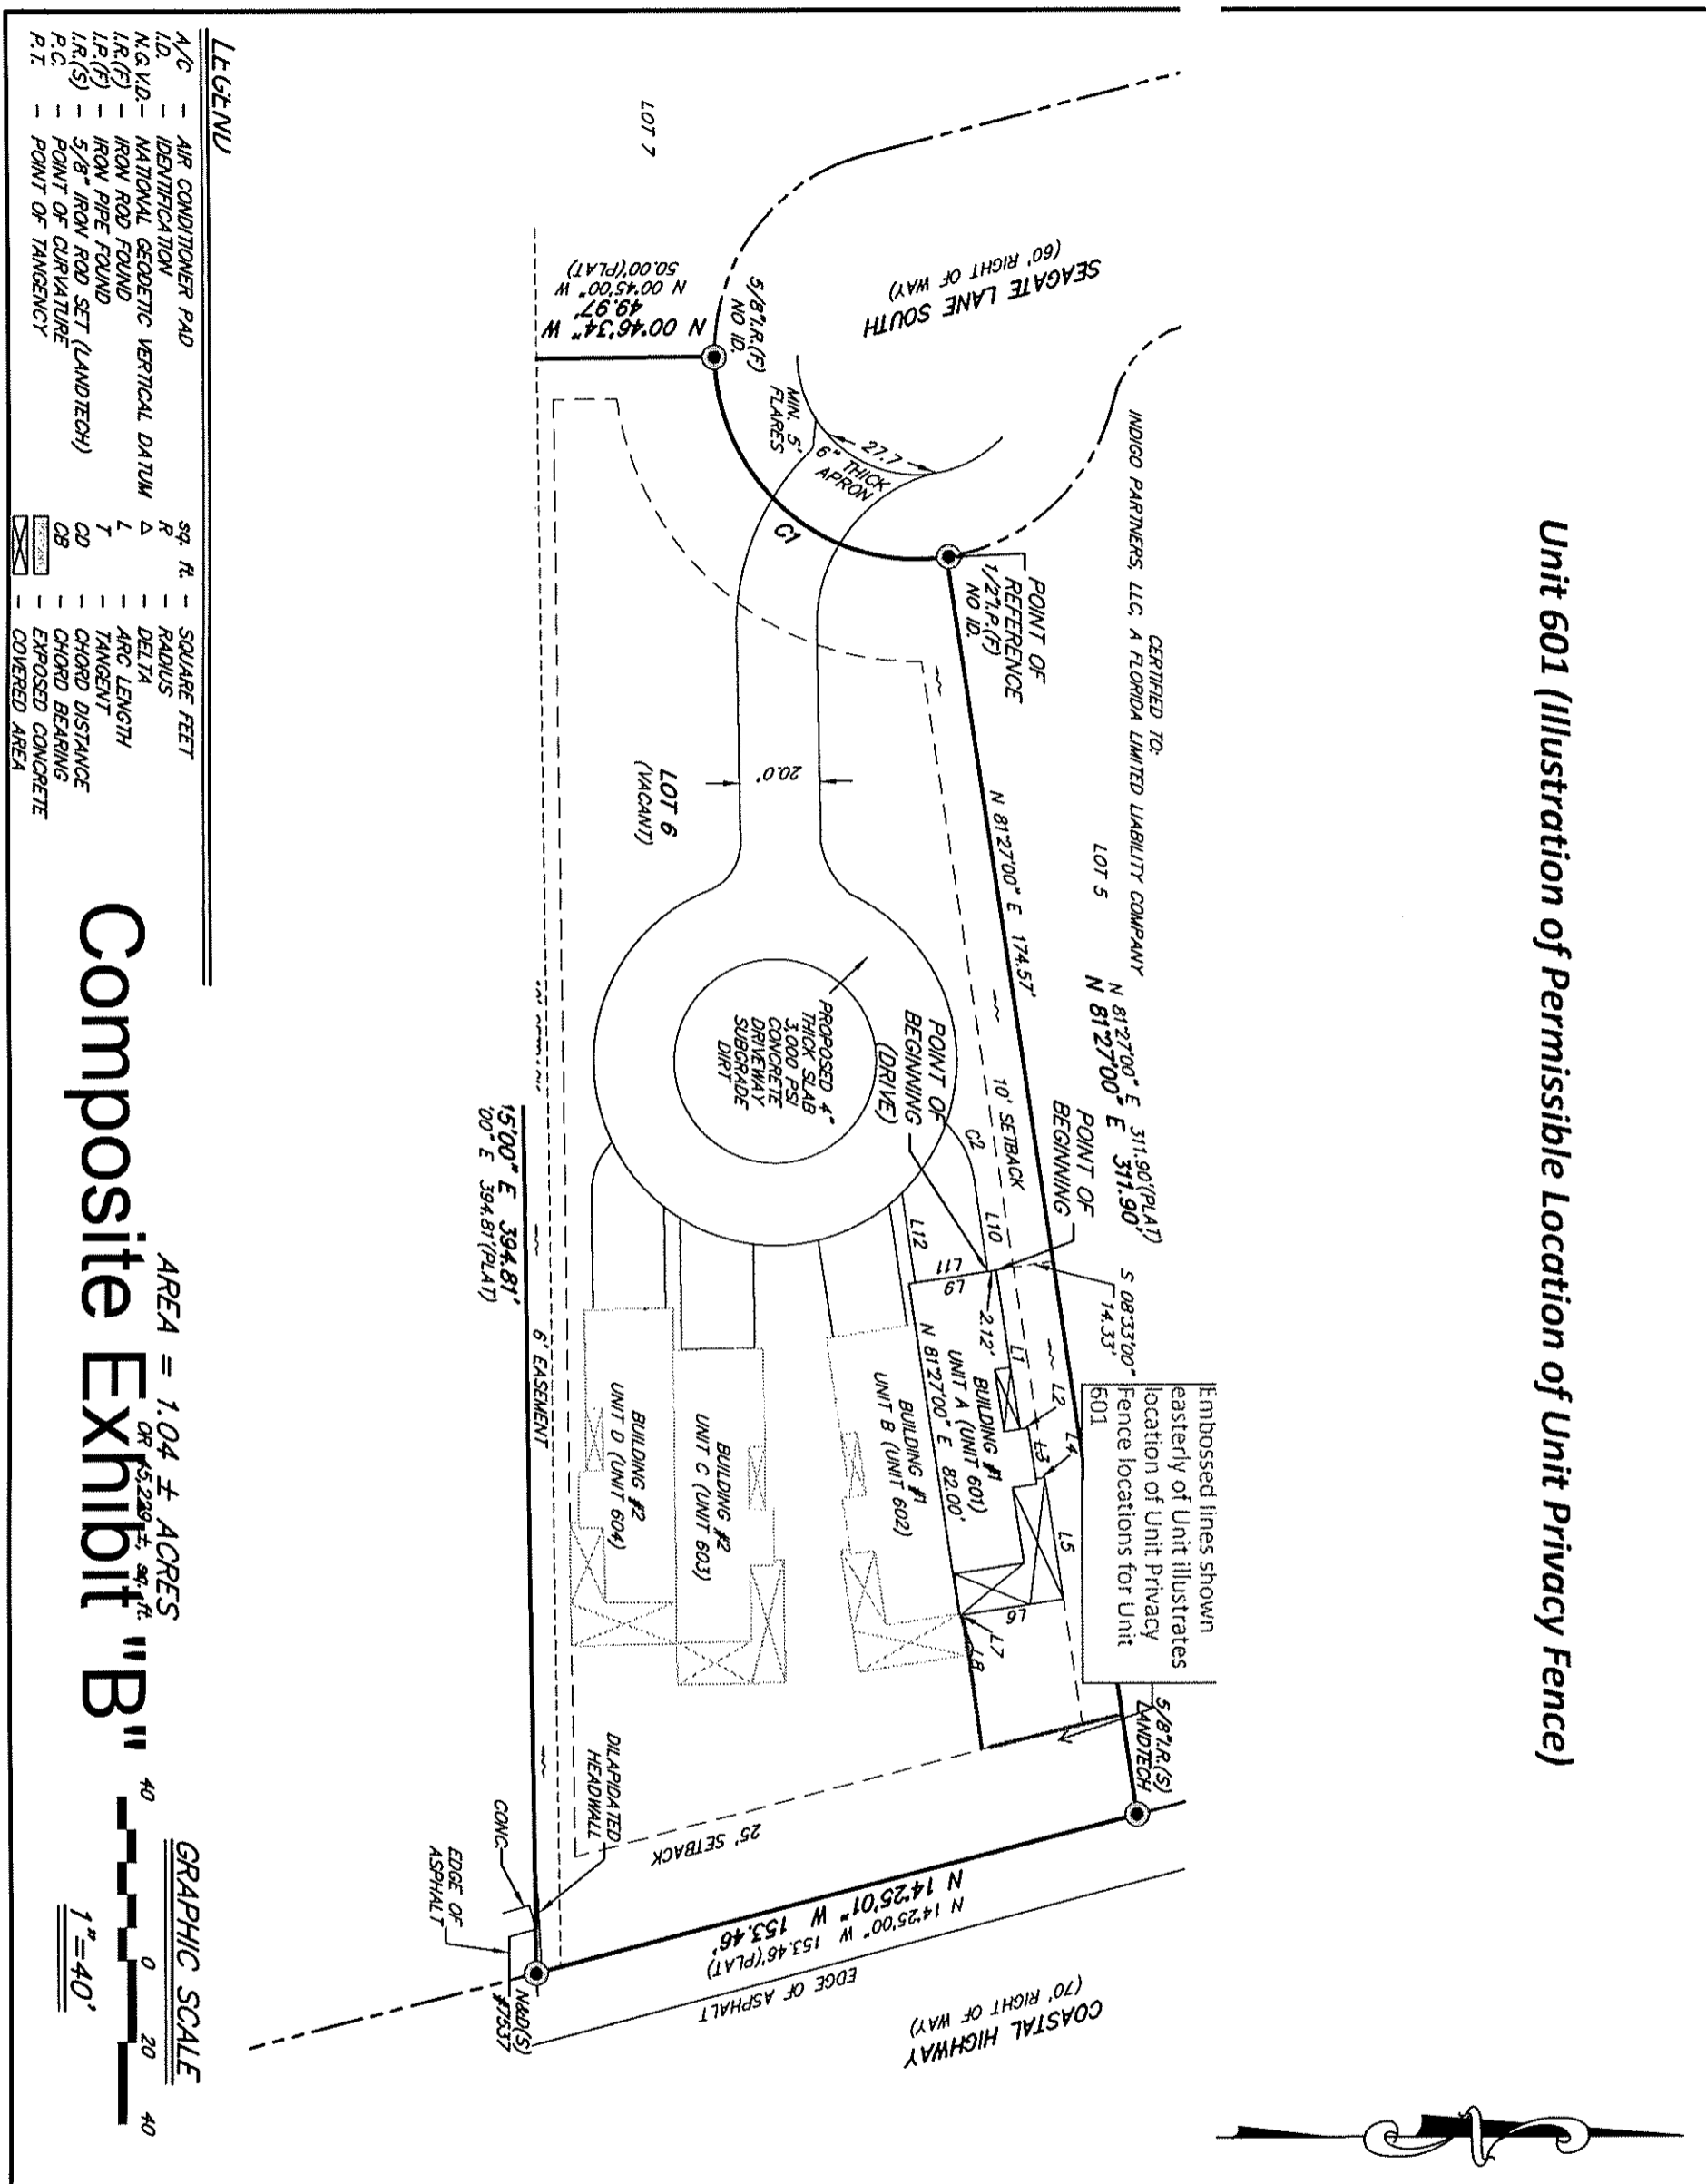 Unit 601 (Illustration of Permissible Location of Unit Privacy Fence)
CERTIFIED TO:
INDIGO PARTNERS, LLC, A FLORIDA LIMITED LIABILITY COMPANY
SEAGATE LANE SOUTH
(60' RIGHT OF WAY)
LOT 7
LOT 5
N 81°27'00" E 311.90'(PLAT)
N 81°27'00" E 311.90'
POINT OF
BEGINNING
S 08°33'00"
14.33'
Embossed lines shown
easterly of Unit illustrates
location of Unit Privacy
Fence locations for Unit
601
5/8"I.R.(S)
LANDTECH
POINT OF
REFERENCE
1/2"I.P.(F)
NO ID.
N 81°27'00" E 174.57'
10' SETBACK
5/8"I.R.(F)
NO ID.
MIN. 5'
FLARES
27.7
6" THICK
APRON
C1
N 00°46'34" W
49.97'
N 00°45'00" W
50.00'(PLAT)
POINT OF
BEGINNING
(DRIVE)
C2
L10
L12
L11
L9
2.12'
L1
L2
L3
L4
L5
L6
L7
L8
BUILDING #1
UNIT A (UNIT 601)
N 81°27'00" E 82.00'
BUILDING #1
UNIT B (UNIT 602)
BUILDING #2
UNIT C (UNIT 603)
BUILDING #2
UNIT D (UNIT 604)
PROPOSED 4"
THICK SLAB
3,000 PSI
CONCRETE
DRIVEWAY
SUBGRADE
DIRT
20.0'
LOT 6
(VACANT)
15'00" E 394.81'
'00" E 394.81'(PLAT)
6' EASEMENT
DILAPIDATED
HEADWALL
25' SETBACK
CONC.
EDGE OF
ASPHALT
N&D(S)
#7537
N 14°25'01" W 153.46'
N 14°25'00" W 153.46'(PLAT)
EDGE OF ASPHALT
COASTAL HIGHWAY
(70' RIGHT OF WAY)
LEGEND
A/C - AIR CONDITIONER PAD
I.D. - IDENTIFICATION
N.G.V.D. - NATIONAL GEODETIC VERTICAL DATUM
I.R.(F) - IRON ROD FOUND
I.P.(F) - IRON PIPE FOUND
I.R.(S) - 5/8" IRON ROD SET (LANDTECH)
P.C. - POINT OF CURVATURE
P.T. - POINT OF TANGENCY
sq. ft. - SQUARE FEET
R - RADIUS
Δ - DELTA
L - ARC LENGTH
T - TANGENT
CD - CHORD DISTANCE
CB - CHORD BEARING
- EXPOSED CONCRETE
- COVERED AREA
AREA = 1.04 ± ACRES
OR 45,229 ± sq. ft.
Composite Exhibit "B"
GRAPHIC SCALE
40 0 20 40
1"=40'